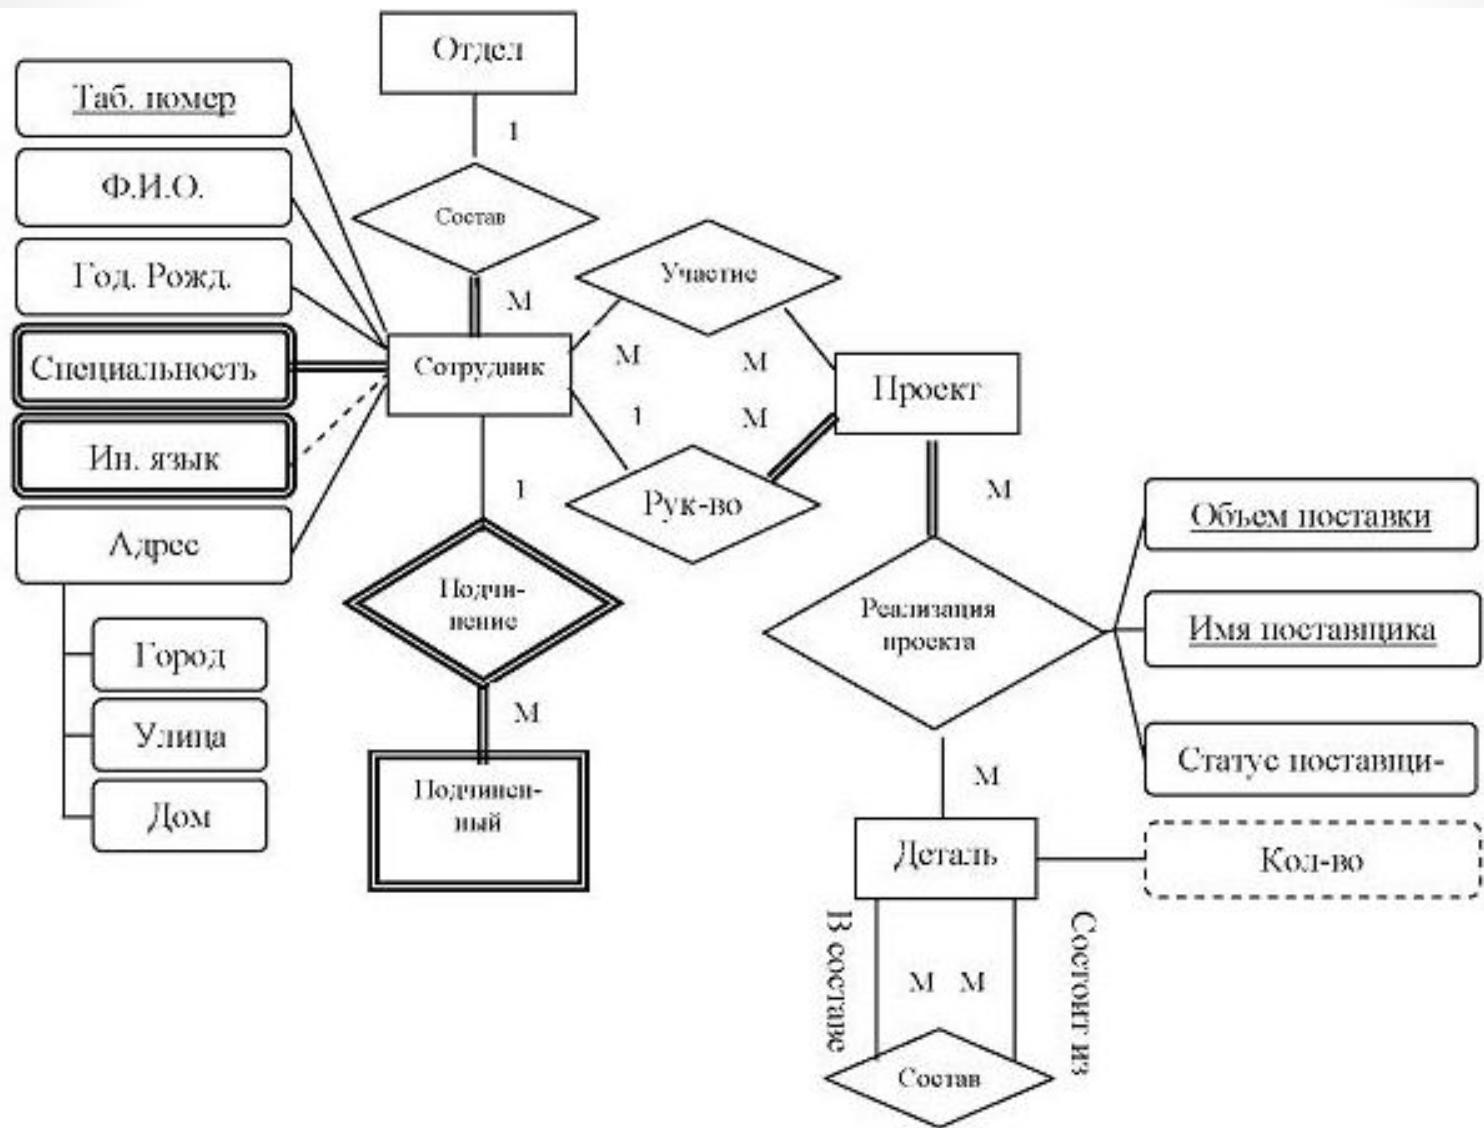 Отдел
Таб. номер
1
Ф.И.О.
Состав
Год. Рожд.
Участие
М
Специальность
Сотрудник
М
М
Проект
1
М
Ин. язык
1
Рук-во
М
Адрес
Объем поставки
Подчи-
нение
Реализация
проекта
Имя поставщика
Город
М
Улица
Статус поставщи-
М
Подчинен-
ный
Дом
Деталь
Кол-во
В составе
Состоит из
М
М
Состав